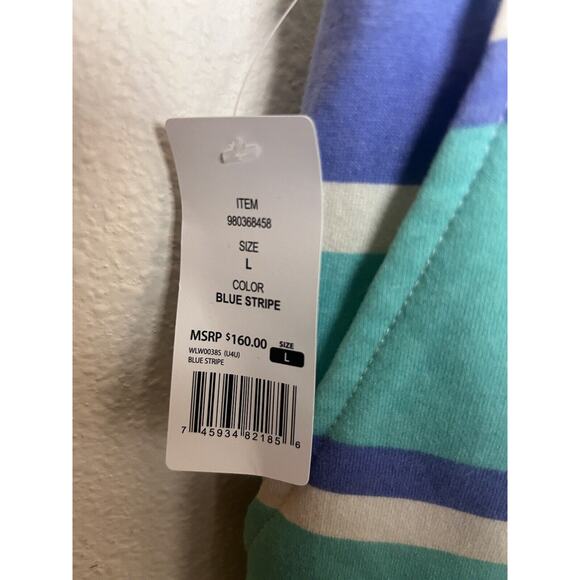 ITEM
980368458
SIZE
L
COLOR
BLUE STRIPE
MSRP $160.00
SIZE
L
WLW00385 (U4U)
BLUE STRIPE
7 45934 82185 6